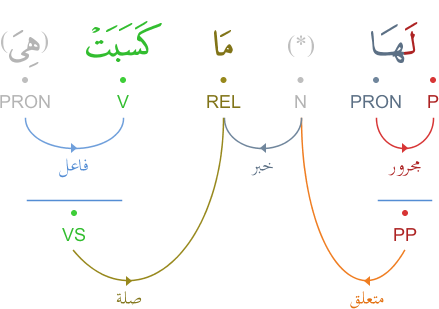 لَهَا (*) مَا كَسَبَتْ (هِىَ)
P PRON N REL V PRON
مجرور خبر فاعل
PP VS
متعلق صلة